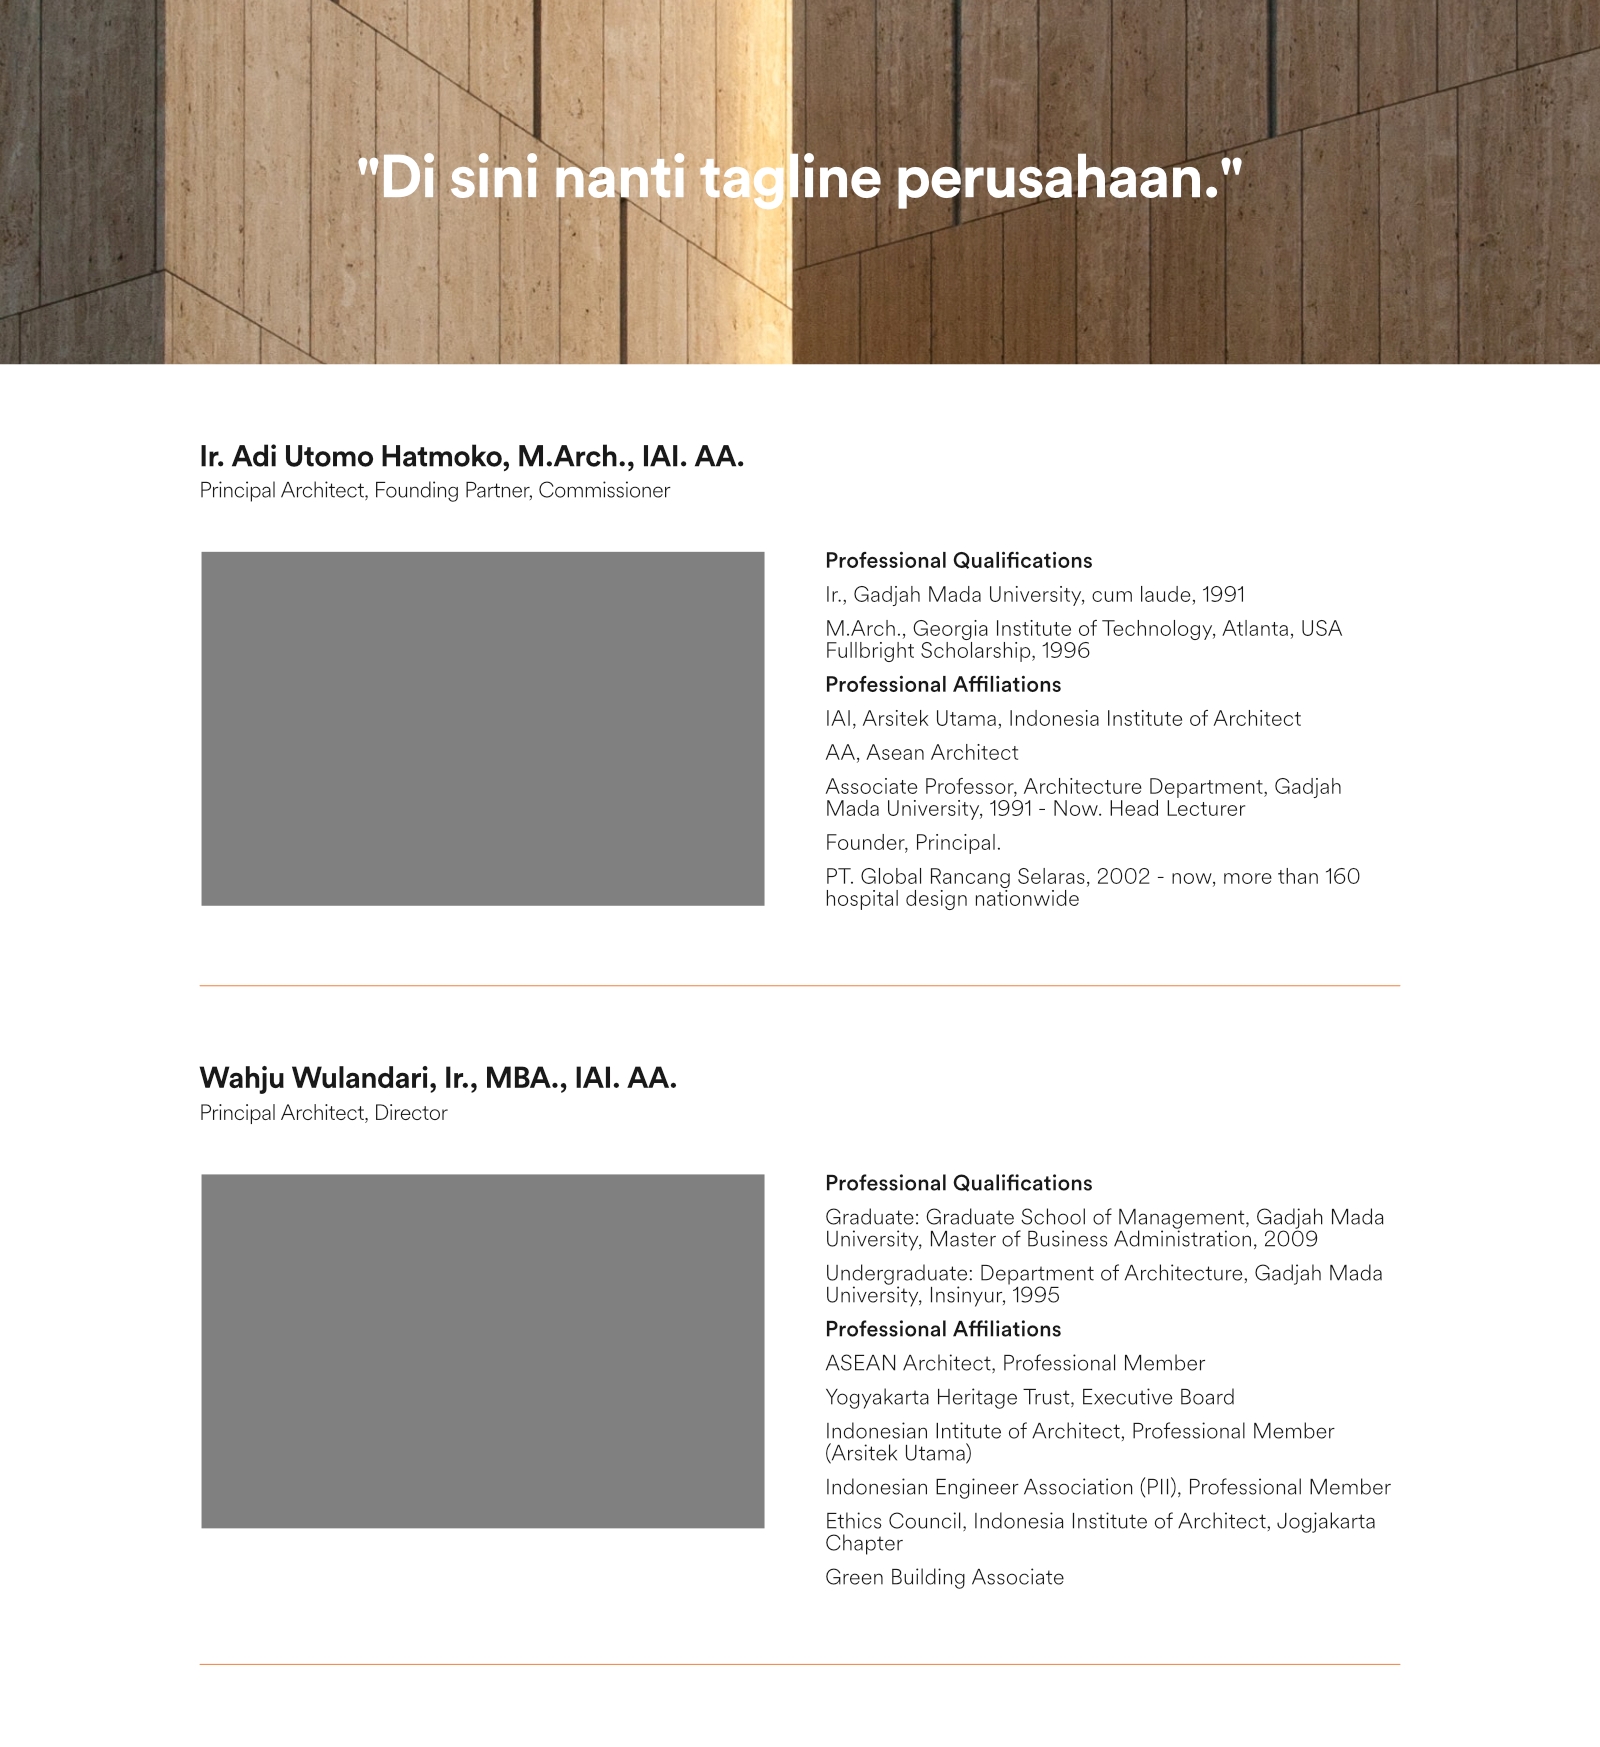 "Di sini nanti tagline perusahaan."
Ir. Adi Utomo Hatmoko, M.Arch., IAI. AA.
Principal Architect, Founding Partner, Commissioner
Professional Qualifications
Ir., Gadjah Mada University, cum laude, 1991
M.Arch., Georgia Institute of Technology, Atlanta, USA
Fullbright Scholarship, 1996
Professional Affiliations
IAI, Arsitek Utama, Indonesia Institute of Architect
AA, Asean Architect
Associate Professor, Architecture Department, Gadjah
Mada University, 1991 - Now. Head Lecturer
Founder, Principal.
PT. Global Rancang Selaras, 2002 - now, more than 160
hospital design nationwide
Wahju Wulandari, Ir., MBA., IAI. AA.
Principal Architect, Director
Professional Qualifications
Graduate: Graduate School of Management, Gadjah Mada
University, Master of Business Administration, 2009
Undergraduate: Department of Architecture, Gadjah Mada
University, Insinyur, 1995
Professional Affiliations
ASEAN Architect, Professional Member
Yogyakarta Heritage Trust, Executive Board
Indonesian Intitute of Architect, Professional Member
(Arsitek Utama)
Indonesian Engineer Association (PII), Professional Member
Ethics Council, Indonesia Institute of Architect, Jogjakarta
Chapter
Green Building Associate